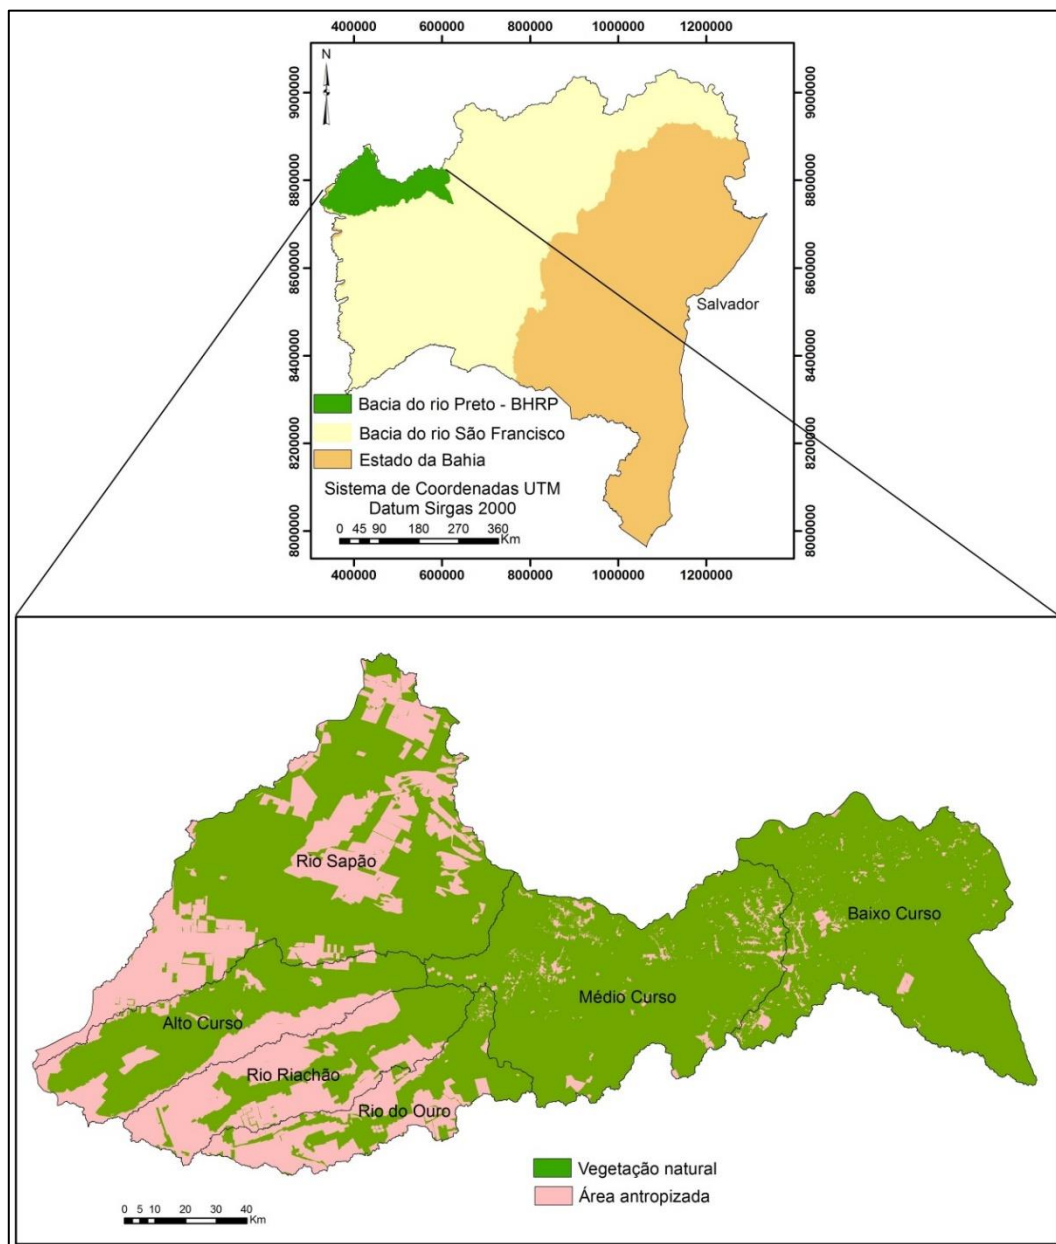 400000 600000 800000 1000000 1200000
N
9000000 9000000
8800000 8800000
8600000 8600000
Salvador
8400000 8400000
Bacia do rio Preto - BHRP
Bacia do rio São Francisco
8200000 8200000
Estado da Bahia
Sistema de Coordenadas UTM
Datum Sirgas 2000
8000000 8000000
0 45 90 180 270 360
Km
400000 600000 800000 1000000 1200000
Rio Sapão
Baixo Curso
Médio Curso
Alto Curso
Rio Riachão
Rio do Ouro
Vegetação natural
Área antropizada
0 5 10 20 30 40
Km